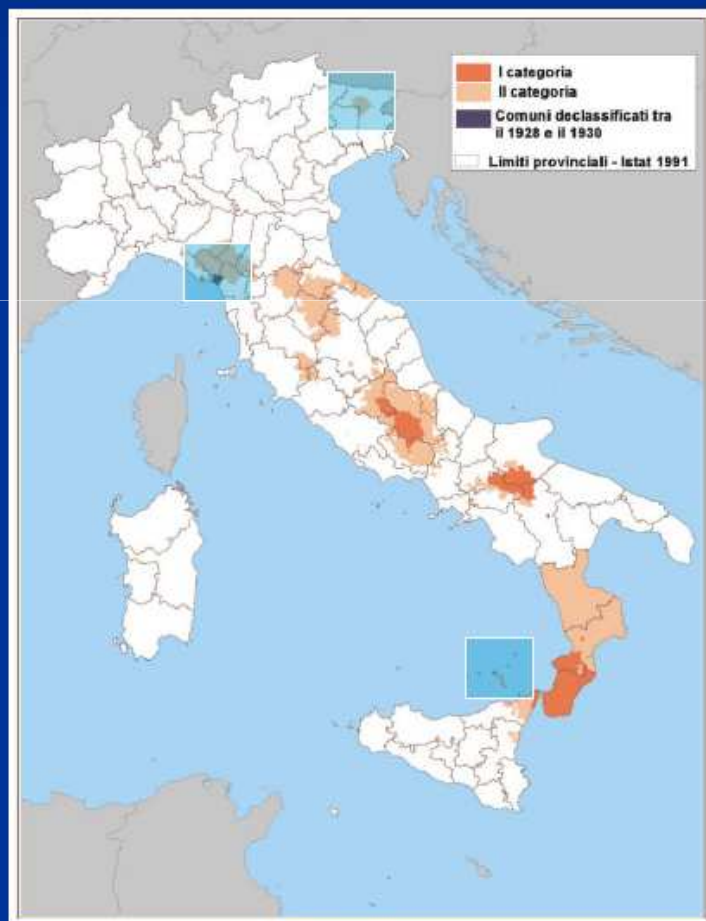 I categoria
II categoria
Comuni declassificati tra
il 1928 e il 1930
Limiti provinciali - Istat 1991